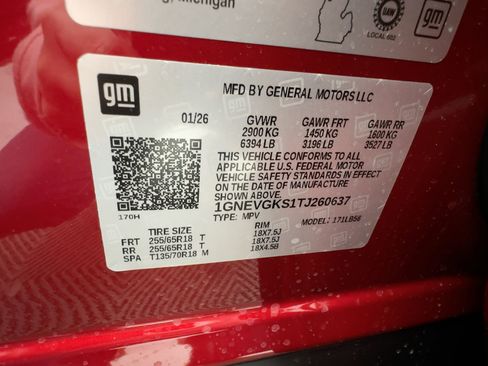 Michigan
UAW
LOCAL 602
gm
gm
MFD BY GENERAL MOTORS LLC
01/26 GVWR GAWR FRT GAWR RR
2900 KG 1450 KG 1600 KG
6394 LB 3196 LB 3527 LB
THIS VEHICLE CONFORMS TO ALL
APPLICABLE U.S. FEDERAL MOTOR
VEHICLE SAFETY STANDARDS IN EFFECT
ON THE DATE OF MANUFACTURE
SHOWN ABOVE.
1GNEVGKS1TJ260637
170H TYPE: MPV MODEL: 1LB56
TIRE SIZE RIM
FRT 255/65R18 T 18X7.5J
RR 255/65R18 T 18X7.5J
SPA T135/70R18 M 18X4.5B